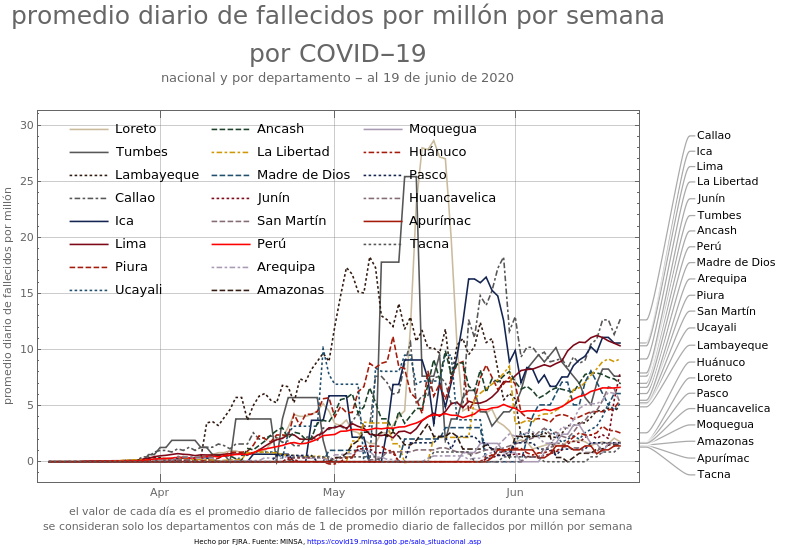 promedio diario de fallecidos por millón por semana
por COVID−19
nacional y por departamento − al 19 de junio de 2020
promedio diario de fallecidos por millón
30
25
20
15
10
5
0
Loreto
Tumbes
Lambayeque
Callao
Ica
Lima
Piura
Ucayali
Ancash
La Libertad
Madre de Dios
Junín
San Martín
Perú
Arequipa
Amazonas
Moquegua
Huánuco
Pasco
Huancavelica
Apurímac
Tacna
Callao
Ica
Lima
La Libertad
Junín
Tumbes
Ancash
Perú
Madre de Dios
Arequipa
Piura
San Martín
Ucayali
Lambayeque
Huánuco
Loreto
Pasco
Huancavelica
Moquegua
Amazonas
Apurímac
Tacna
Apr
May
Jun
el valor de cada día es el promedio diario de fallecidos por millón reportados durante una semana
se consideran solo los departamentos con más de 1 de promedio diario de fallecidos por millón por semana
Hecho por FJRA. Fuente: MINSA, https://covid19.minsa.gob.pe/sala_situacional.asp